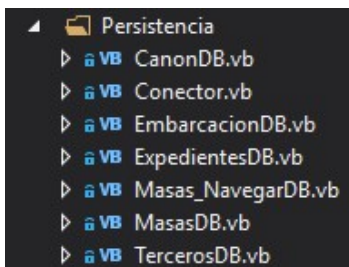 Persistencia
VB CanonDB.vb
VB Conector.vb
VB EmbarcacionDB.vb
VB ExpedientesDB.vb
VB Masas_NavegarDB.vb
VB MasasDB.vb
VB TercerosDB.vb